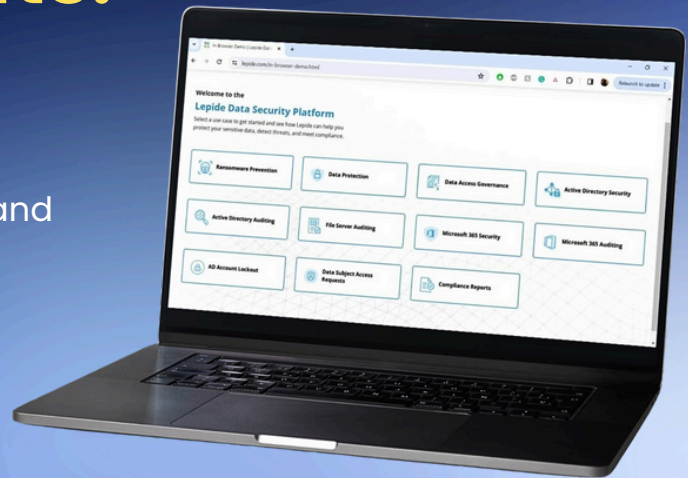 and
In-Browser Demo | Lepide Dat
lepide.com/in-browser-demo.html
Relaunch to update
Welcome to the
Lepide Data Security Platform
Select a use case to get started and see how Lepide can help you
protect your sensitive data, detect threats, and meet compliance.
Ransomware Prevention
Data Protection
Data Access Governance
Active Directory Security
Active Directory Auditing
File Server Auditing
Microsoft 365 Security
Microsoft 365 Auditing
AD Account Lockout
Data Subject Access
Requests
Compliance Reports